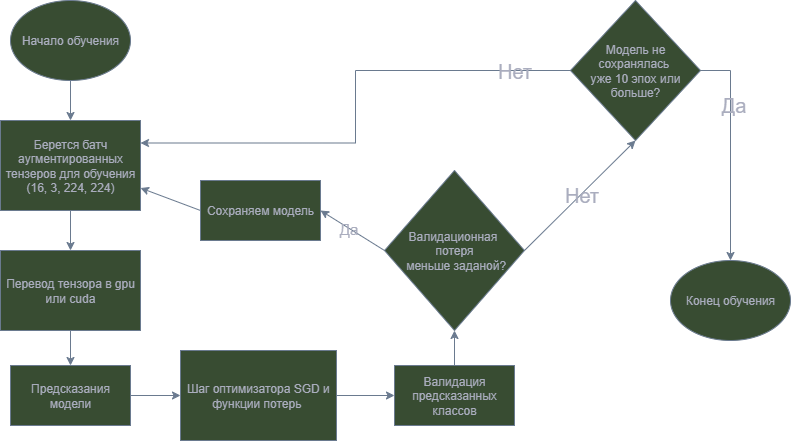 Начало обучения
Берется батч
аугментированных
тензеров для обучения
(16, 3, 224, 224)
Перевод тензора в gpu
или cuda
Предсказания
модели
Шаг оптимизатора SGD и
функции потерь
Валидация
предсказанных
классов
Валидационная
потеря
меньше заданой?
Да
Сохраняем модель
Нет
Модель не
сохранялась
уже 10 эпох или
больше?
Нет
Да
Конец обучения